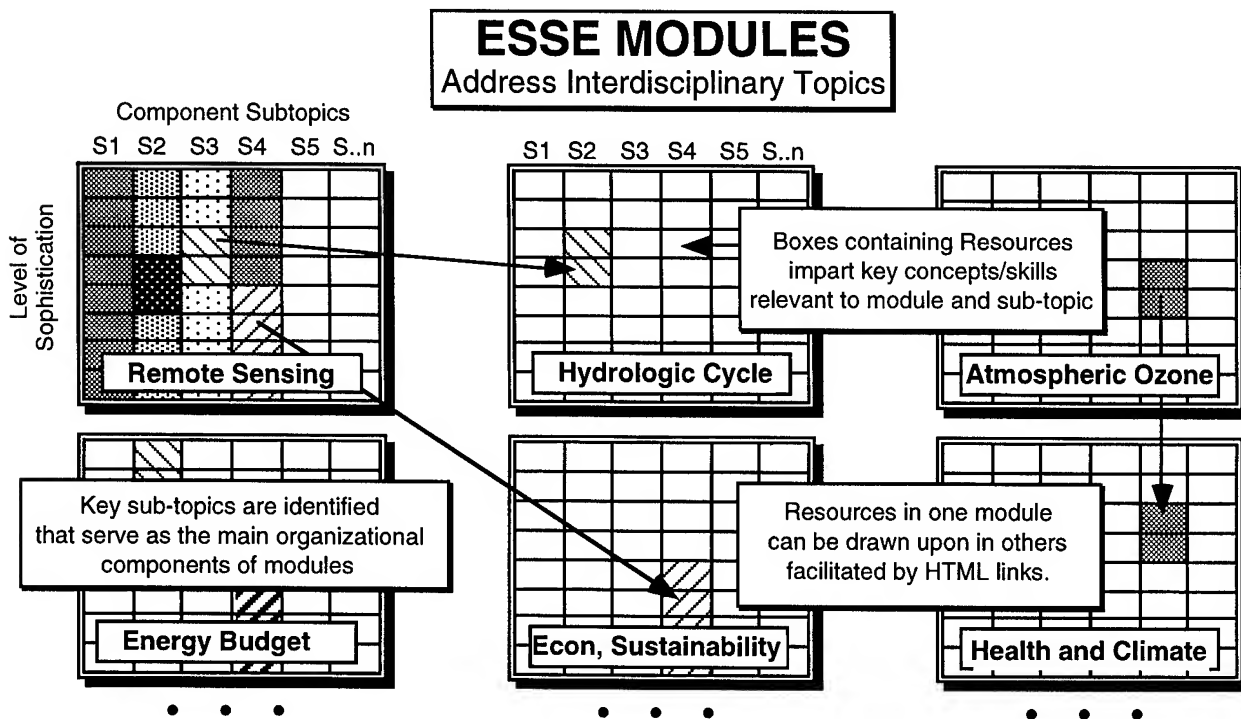 ESSE MODULES
Address Interdisciplinary Topics
Component Subtopics
S1 S2 S3 S4 S5 S..n
S1 S2 S3 S4 S5 S..n
Level of
Sophistication
Boxes containing Resources
impart key concepts/skills
relevant to module and sub-topic
Remote Sensing
Hydrologic Cycle
Atmospheric Ozone
Key sub-topics are identified
that serve as the main organizational
components of modules
Resources in one module
can be drawn upon in others
facilitated by HTML links.
Energy Budget
Econ, Sustainability
Health and Climate